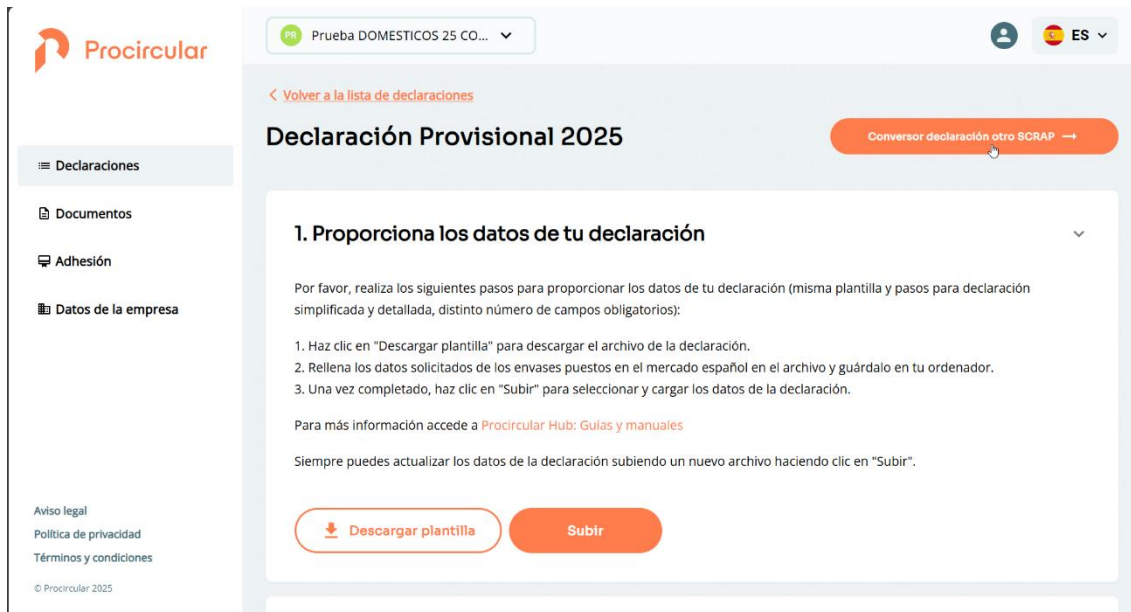 Procircular
PR Prueba DOMESTICOS 25 CO...
ES
Volver a la lista de declaraciones
Declaración Provisional 2025
Conversor declaración otro SCRAP →
Declaraciones
Documentos
Adhesión
Datos de la empresa
1. Proporciona los datos de tu declaración
Por favor, realiza los siguientes pasos para proporcionar los datos de tu declaración (misma plantilla y pasos para declaración
simplificada y detallada, distinto número de campos obligatorios):
1. Haz clic en "Descargar plantilla" para descargar el archivo de la declaración.
2. Rellena los datos solicitados de los envases puestos en el mercado español en el archivo y guárdalo en tu ordenador.
3. Una vez completado, haz clic en "Subir" para seleccionar y cargar los datos de la declaración.
Para más información accede a Procircular Hub: Guías y manuales
Siempre puedes actualizar los datos de la declaración subiendo un nuevo archivo haciendo clic en "Subir".
Descargar plantilla
Subir
Aviso legal
Política de privacidad
Términos y condiciones
© Procircular 2025